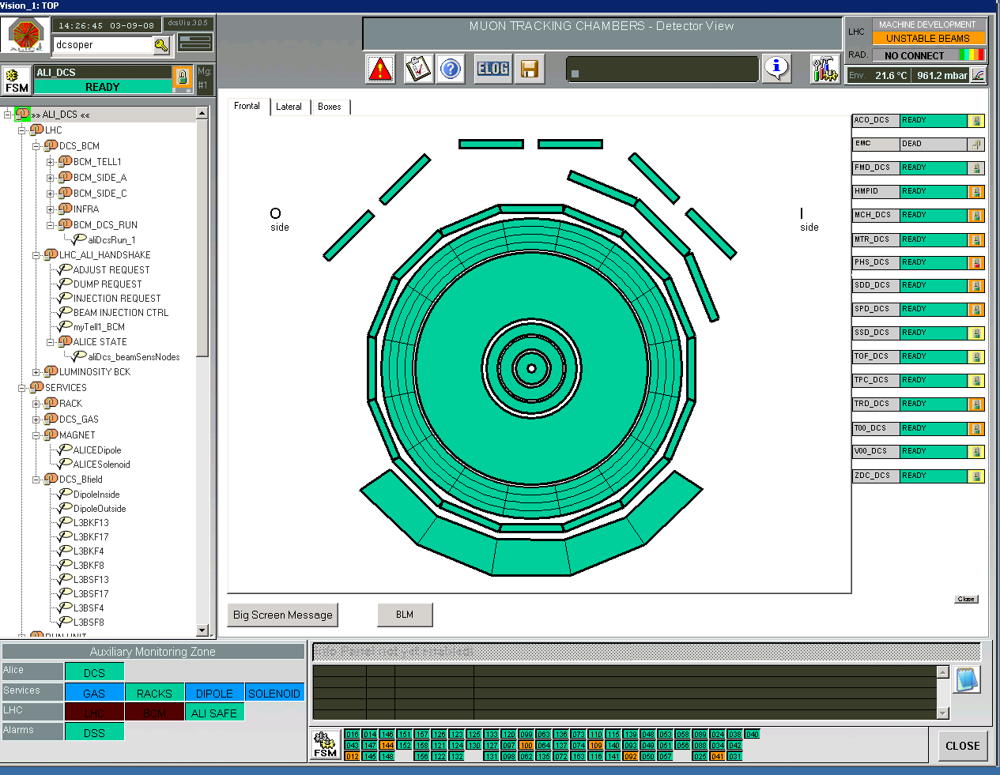 Vision_1: TOP
14:26:45 03-09-08
dcsUi v.3.0.5
dcsoper
ALICE
MUON TRACKING CHAMBERS - Detector View
LHC
MACHINE DEVELOPMENT
UNSTABLE BEAMS
RAD.
NO CONNECT
Env.
21.6 °C
961.2 mbar
ELOG
FSM
ALI_DCS
READY
Mg:
#1
>> ALI_DCS <<
LHC
DCS_BCM
BCM_TELL1
BCM_SIDE_A
BCM_SIDE_C
INFRA
BCM_DCS_RUN
aliDcsRun_1
LHC_ALI_HANDSHAKE
ADJUST REQUEST
DUMP REQUEST
INJECTION REQUEST
BEAM INJECTION CTRL
myTell1_BCM
ALICE STATE
aliDcs_beamSensNodes
LUMINOSITY BCK
SERVICES
RACK
DCS_GAS
MAGNET
ALICEDipole
ALICESolenoid
DCS_Bfield
DipoleInside
DipoleOutside
L3BKF13
L3BKF17
L3BKF4
L3BKF8
L3BSF13
L3BSF17
L3BSF4
L3BSF8
RUN UNIT
Frontal
Lateral
Boxes
O
side
I
side
ACO_DCS READY
EMC DEAD
FMD_DCS READY
HMPID READY
MCH_DCS READY
MTR_DCS READY
PHS_DCS READY
SDD_DCS READY
SPD_DCS READY
SSD_DCS READY
TOF_DCS READY
TPC_DCS READY
TRD_DCS READY
T00_DCS READY
V00_DCS READY
ZDC_DCS READY
Close
Big Screen Message
BLM
Auxiliary Monitoring Zone
Alice DCS
Services GAS RACKS DIPOLE SOLENOID
LHC LHC BCM ALI SAFE
Alarms DSS
Info Panel not yet enabled!
FSM
016 014 146 151 157 126 123 125 133 120 099 063 136 073 110 115 139 048 053 058 089 024 038 040
043 147 144 152 158 121 124 130 127 097 100 064 137 074 109 140 093 049 051 056 088 034 042
012 145 148 156 122 132 131 098 062 135 072 163 116 141 092 050 057 025 041 031
CLOSE